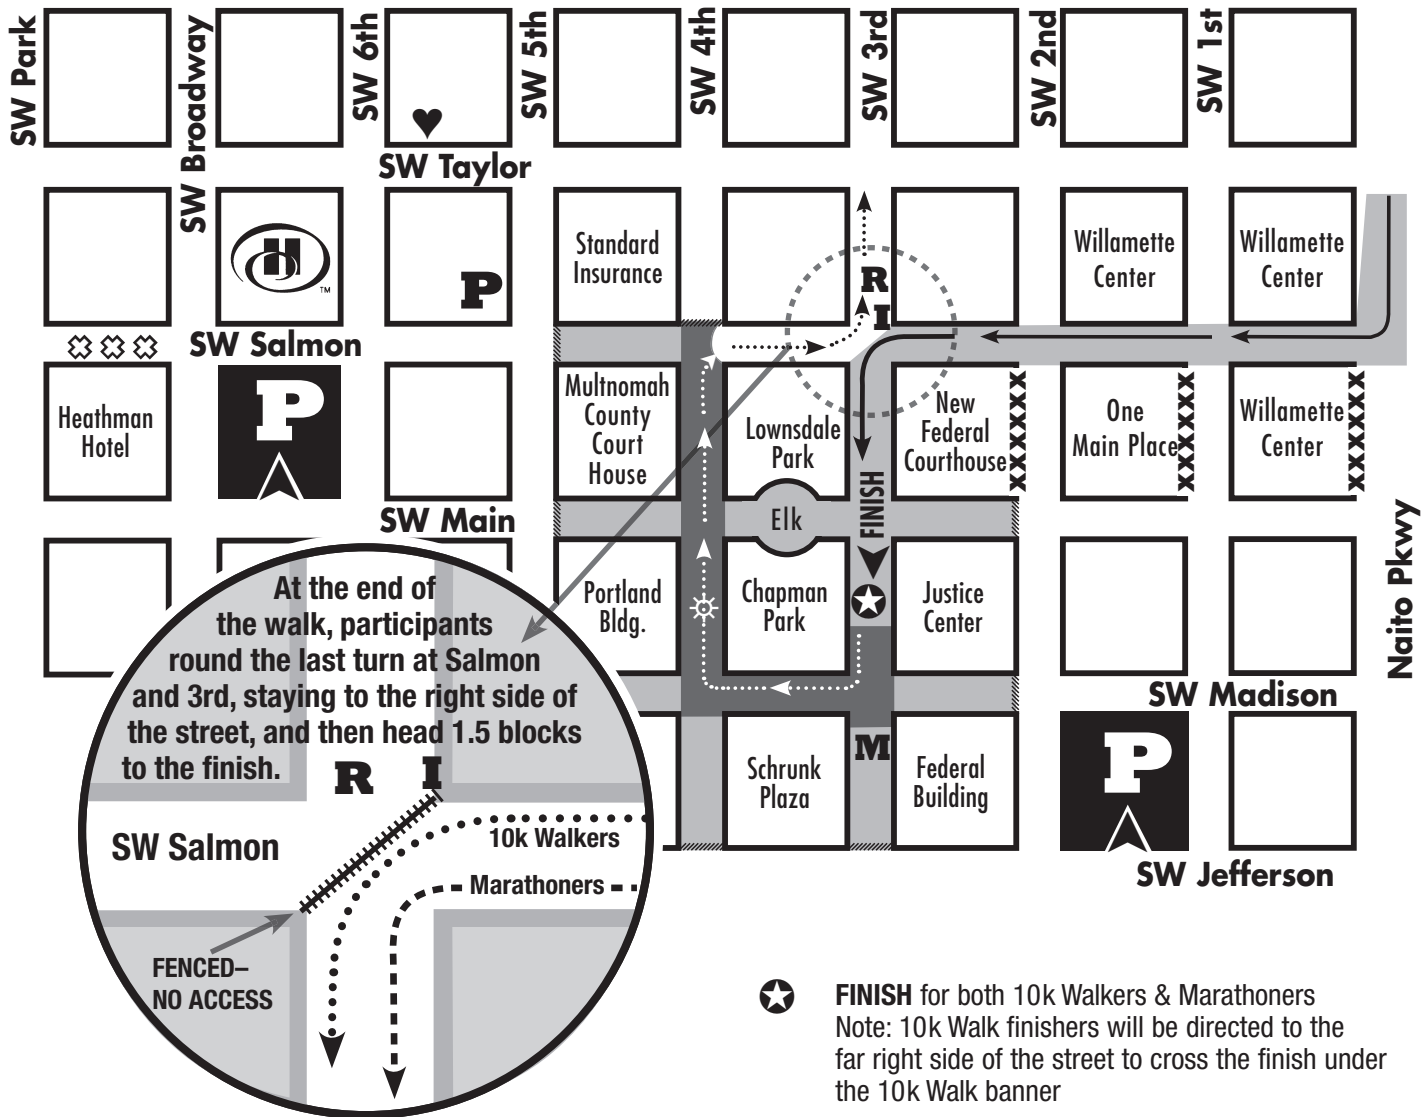 SW Park
SW Broadway
SW 6th
SW 5th
SW 4th
SW 3rd
SW 2nd
SW 1st
SW Taylor
Standard
Insurance
Willamette
Center
Willamette
Center
H
TM
P
R
I
SW Salmon
Heathman
Hotel
P
Multnomah
County
Court
House
Lownsdale
Park
New
Federal
Courthouse
One
Main Place
Willamette
Center
FINISH
Elk
SW Main
Naito Pkwy
Portland
Bldg.
Chapman
Park
Justice
Center
SW Madison
M
Schrunk
Plaza
Federal
Building
P
SW Jefferson
At the end of
the walk, participants
round the last turn at Salmon
and 3rd, staying to the right side of
the street, and then head 1.5 blocks
to the finish.
R
I
SW Salmon
10k Walkers
Marathoners
FENCED–
NO ACCESS
FINISH for both 10k Walkers & Marathoners
Note: 10k Walk finishers will be directed to the
far right side of the street to cross the finish under
the 10k Walk banner